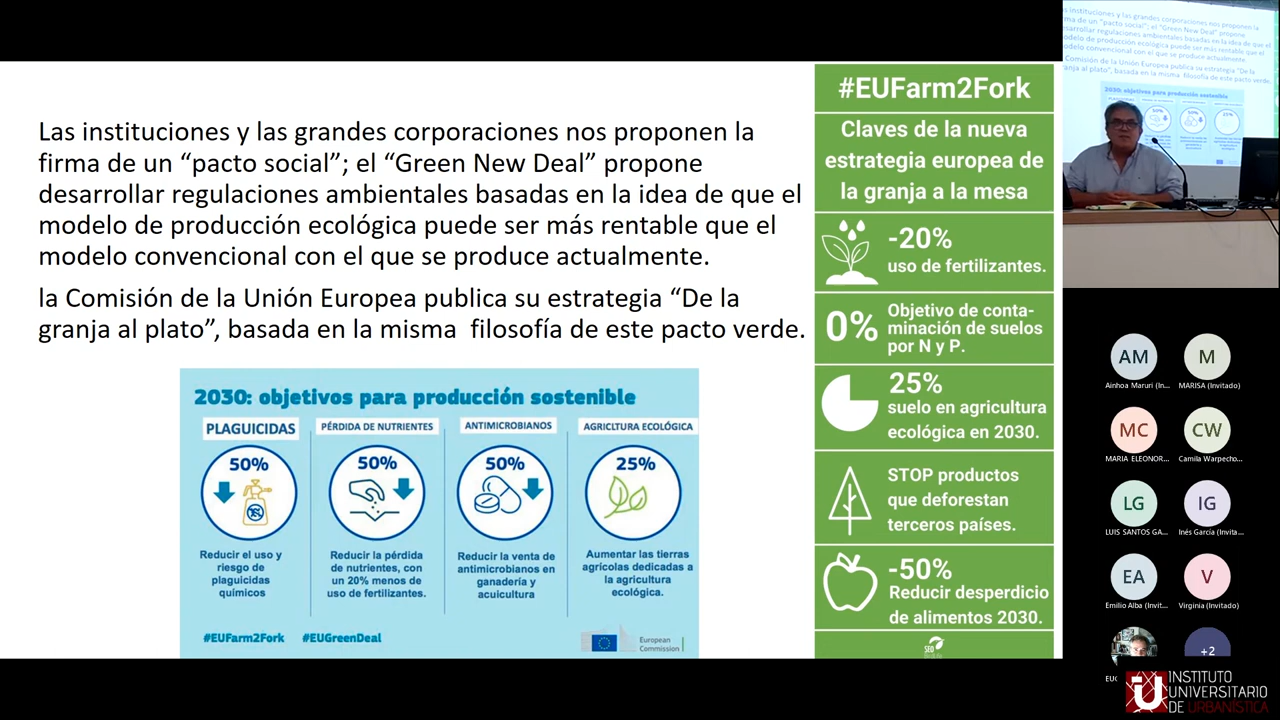 Las instituciones y las grandes corporaciones nos proponen la
firma de un “pacto social”; el “Green New Deal” propone
desarrollar regulaciones ambientales basadas en la idea de que el
modelo de producción ecológica puede ser más rentable que el
modelo convencional con el que se produce actualmente.
la Comisión de la Unión Europea publica su estrategia “De la
granja al plato”, basada en la misma filosofía de este pacto verde.
2030: objetivos para producción sostenible
PLAGUICIDAS
50%
Reducir el uso y
riesgo de
plaguicidas
químicos
PÉRDIDA DE NUTRIENTES
50%
Reducir la pérdida
de nutrientes, con
un 20% menos de
uso de fertilizantes.
ANTIMICROBIANOS
50%
Reducir la venta de
antimicrobianos en
ganadería y
acuicultura
AGRICLTURA ECOLÓGICA
25%
Aumentar las tierras
agrícolas dedicadas a
la agricultura
ecológica.
#EUFarm2Fork #EUGreenDeal
European
Commission
#EUFarm2Fork
Claves de la nueva
estrategia europea de
la granja a la mesa
-20%
uso de fertilizantes.
0%
Objetivo de conta-
minación de suelos
por N y P.
25%
suelo en agricultura
ecológica en 2030.
STOP productos
que deforestan
terceros países.
-50%
Reducir desperdicio
de alimentos 2030.
SEO
AM
Ainhoa Maruri (In...
M
MARISA (Invitado)
MC
MARIA ELEONOR...
CW
Camila Warpecho...
LG
LUIS SANTOS GA...
IG
Inés García (Invita...
EA
Emilio Alba (Invit...
V
Virginia (Invitado)
+2
INSTITUTO
UNIVERSITARIO
DE URBANÍSTICA